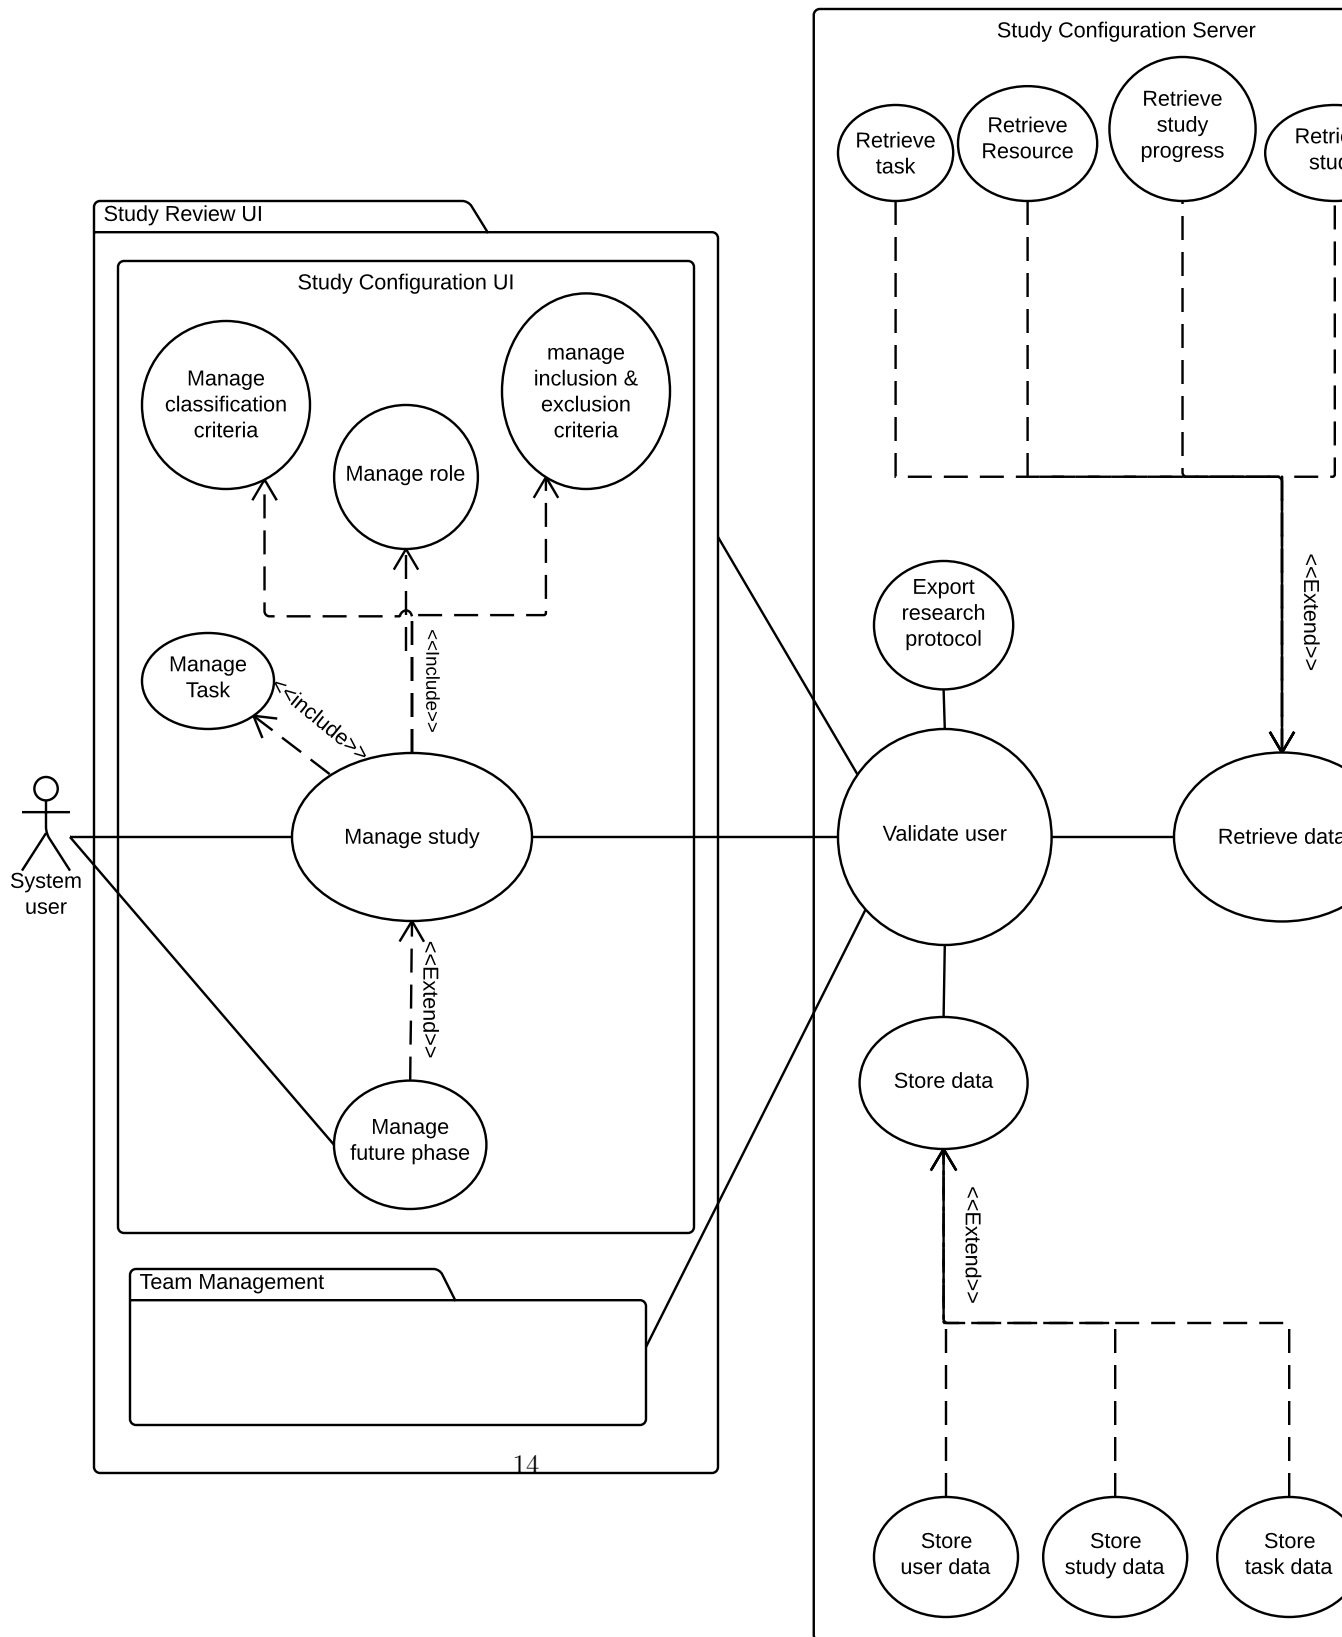 Study Configuration Server
Retrieve
task
Retrieve
Resource
Retrieve
study
progress
Study Review UI
Study Configuration UI
Manage
classification
criteria
Manage role
manage
inclusion &
exclusion
criteria
<<Extend>>
Export
research
protocol
Manage
Task
<<include>>
<<Include>>
System
user
Manage study
Validate user
Retrieve data
<<Extend>>
Store data
Manage
future phase
<<Extend>>
Team Management
14
Store
user data
Store
study data
Store
task data